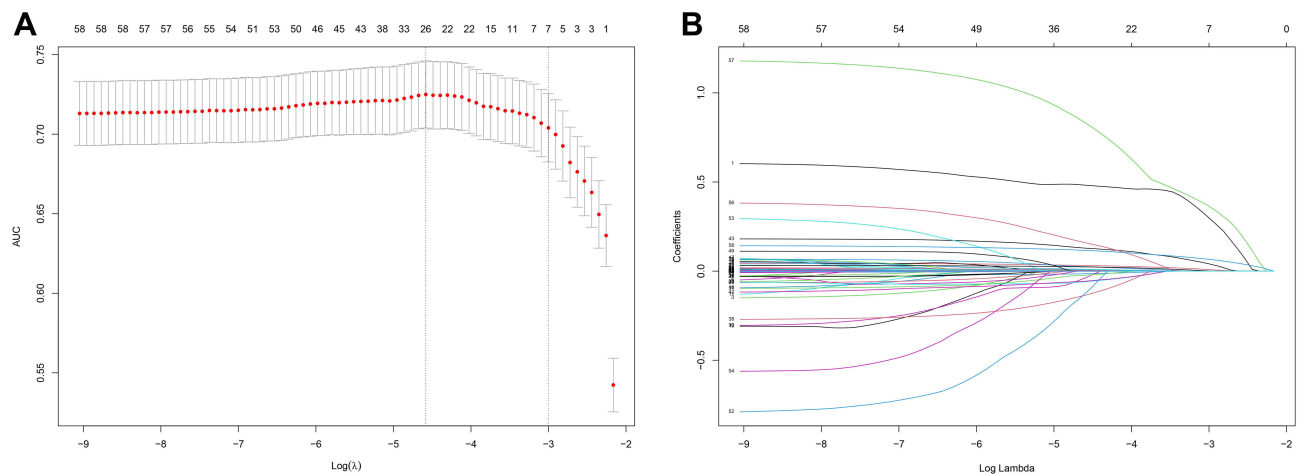 A
58 58 58 57 57 56 55 54 51 53 50 46 45 43 38 33 26 22 22 15 11 7 7 5 3 3 1
0.75
0.70
0.65
0.60
0.55
AUC
−9 −8 −7 −6 −5 −4 −3 −2
Log(λ)
B
58 57 54 51 36 22 7 0
1.0
0.5
0.0
−0.5
Coefficients
57
1
56
53
43
58
49
3
38
54
52
−9 −8 −7 −6 −5 −4 −3 −2
Log Lambda